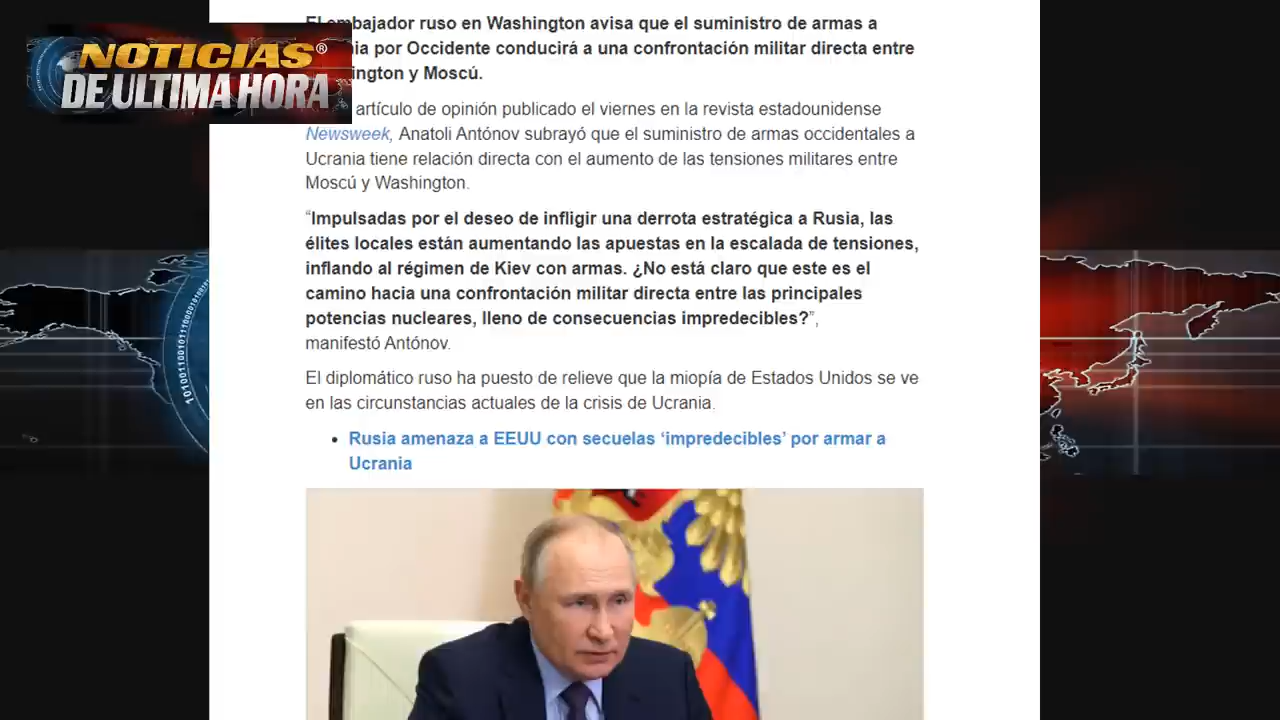 NOTICIAS®
DE ULTIMA HORA
El embajador ruso en Washington avisa que el suministro de armas a
por Occidente conducirá a una confrontación militar directa entre
y Moscú.
artículo de opinión publicado el viernes en la revista estadounidense
Newsweek, Anatoli Antónov subrayó que el suministro de armas occidentales a
Ucrania tiene relación directa con el aumento de las tensiones militares entre
Moscú y Washington.
“Impulsadas por el deseo de infligir una derrota estratégica a Rusia, las
élites locales están aumentando las apuestas en la escalada de tensiones,
inflando al régimen de Kiev con armas. ¿No está claro que este es el
camino hacia una confrontación militar directa entre las principales
potencias nucleares, lleno de consecuencias impredecibles?”,
manifestó Antónov.
El diplomático ruso ha puesto de relieve que la miopía de Estados Unidos se ve
en las circunstancias actuales de la crisis de Ucrania.
• Rusia amenaza a EEUU con secuelas ‘impredecibles’ por armar a
Ucrania